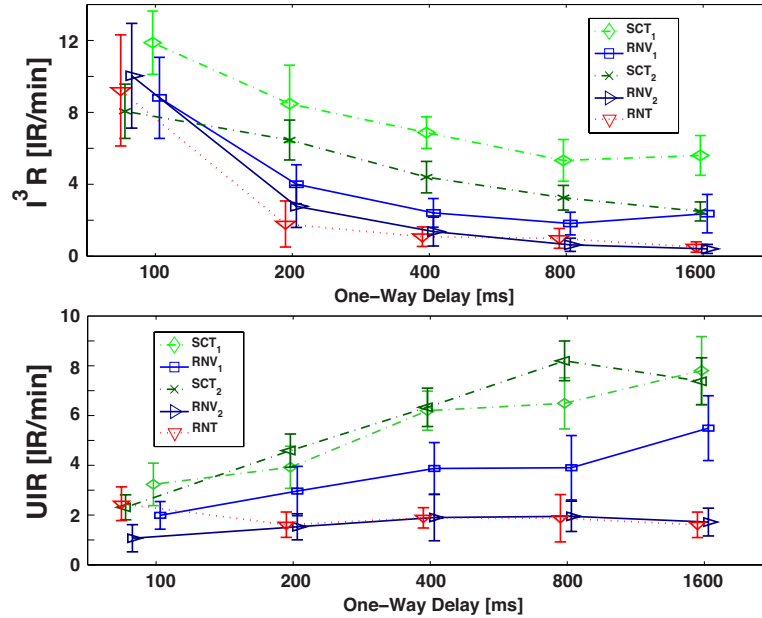 12
8
4
0
I³ R [IR/min]
SCT₁
RNV₁
SCT₂
RNV₂
RNT
100 200 400 800 1600
One-Way Delay [ms]
10
8
6
4
2
0
UIR [IR/min]
SCT₁
RNV₁
SCT₂
RNV₂
RNT
100 200 400 800 1600
One-Way Delay [ms]